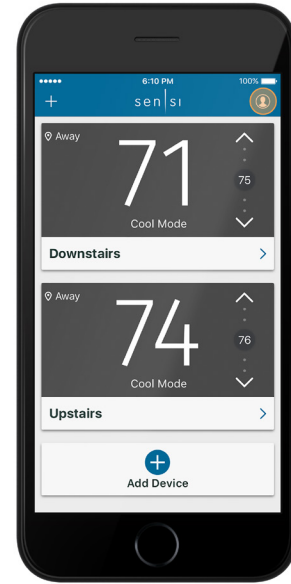 6:10 PM
100%
sensi
Away
71
75
Cool Mode
Downstairs
Away
74
76
Cool Mode
Upstairs
Add Device